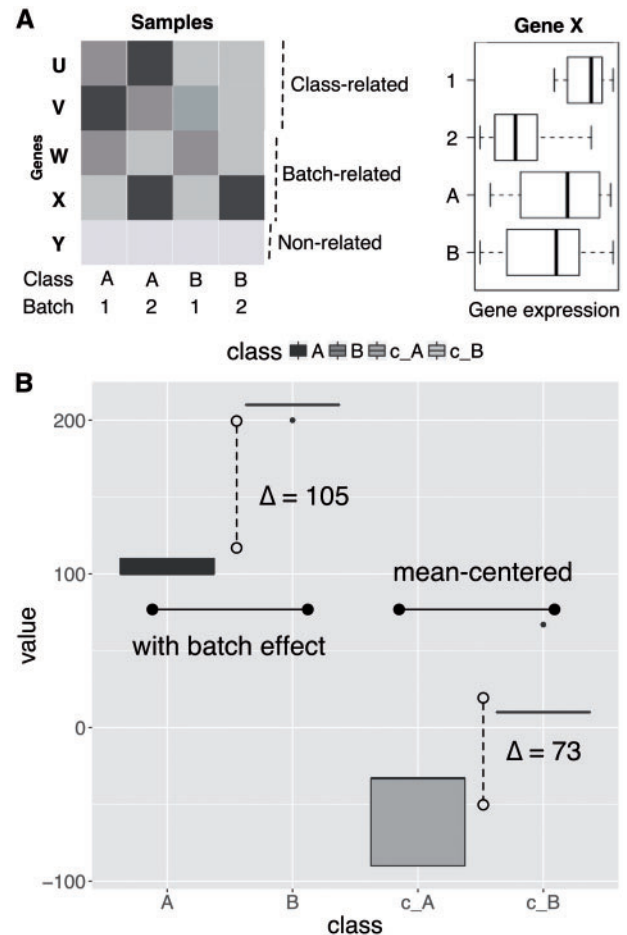 A
Samples
Genes
U
V
W
X
Y
Class-related
Batch-related
Non-related
Class A A B B
Batch 1 2 1 2
Gene X
1
2
A
B
Gene expression
class A B c_A c_B
B
value
200
100
0
−100
Δ = 105
with batch effect
mean-centered
Δ = 73
A B c_A c_B
class